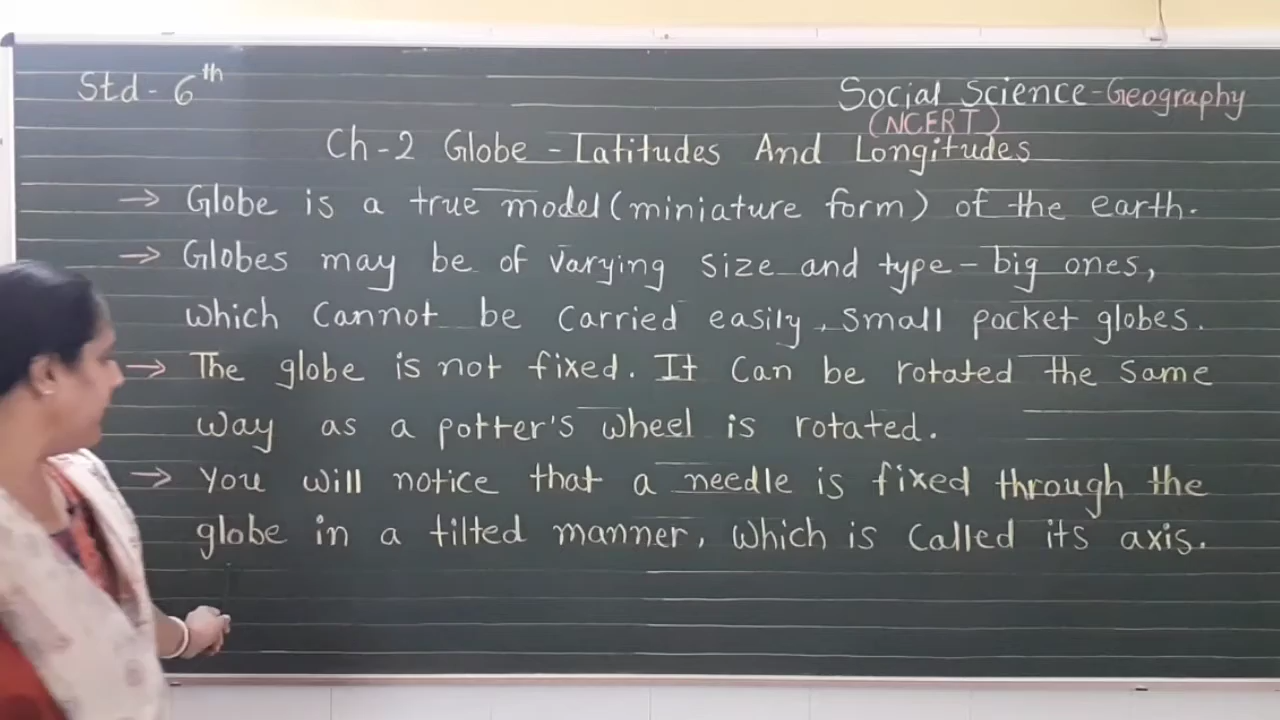 Std - 6th
Social Science - Geography
(NCERT)
Ch-2 Globe - Latitudes And Longitudes
→ Globe is a true model (miniature form) of the earth.
→ Globes may be of varying size and type - big ones,
which cannot be carried easily, small pocket globes.
→ The globe is not fixed. It can be rotated the same
way as a potter's wheel is rotated.
→ You will notice that a needle is fixed through the
globe in a tilted manner, which is called its axis.